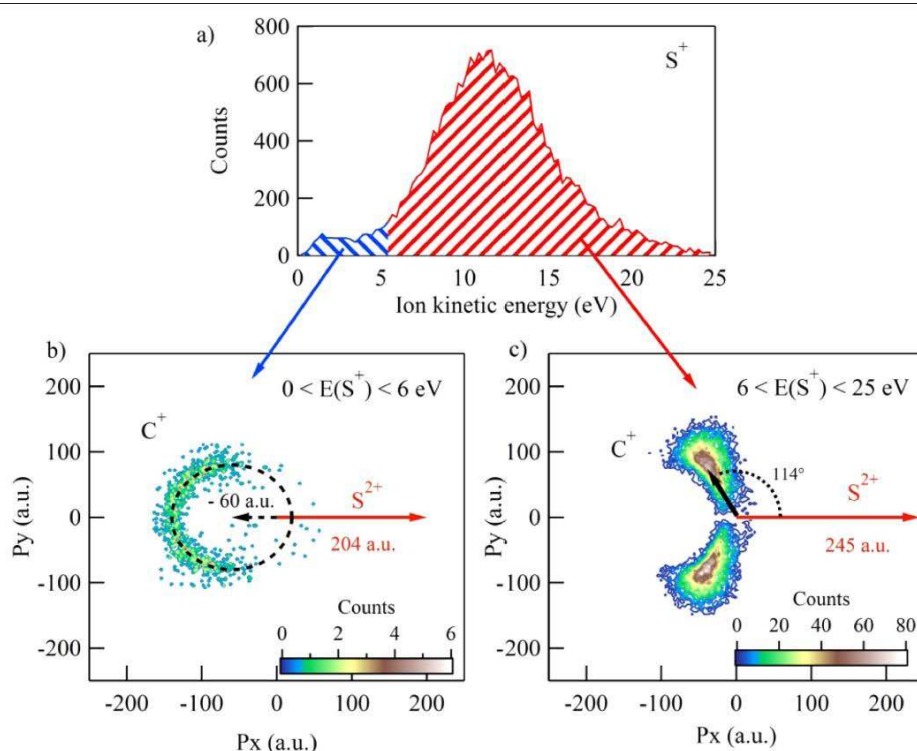 a)
800
600
400
200
0
Counts
S⁺
0 5 10 15 20 25
Ion kinetic energy (eV)
b)
200
100
0
-100
-200
Py (a.u.)
0 < E(S⁺) < 6 eV
C⁺
- 60 a.u.
S²⁺
204 a.u.
Counts
0 2 4 6
-200 -100 0 100 200
Px (a.u.)
c)
200
100
0
-100
-200
Py (a.u.)
6 < E(S⁺) < 25 eV
C⁺
114°
S²⁺
245 a.u.
Counts
0 20 40 60 80
-200 -100 0 100 200
Px (a.u.)